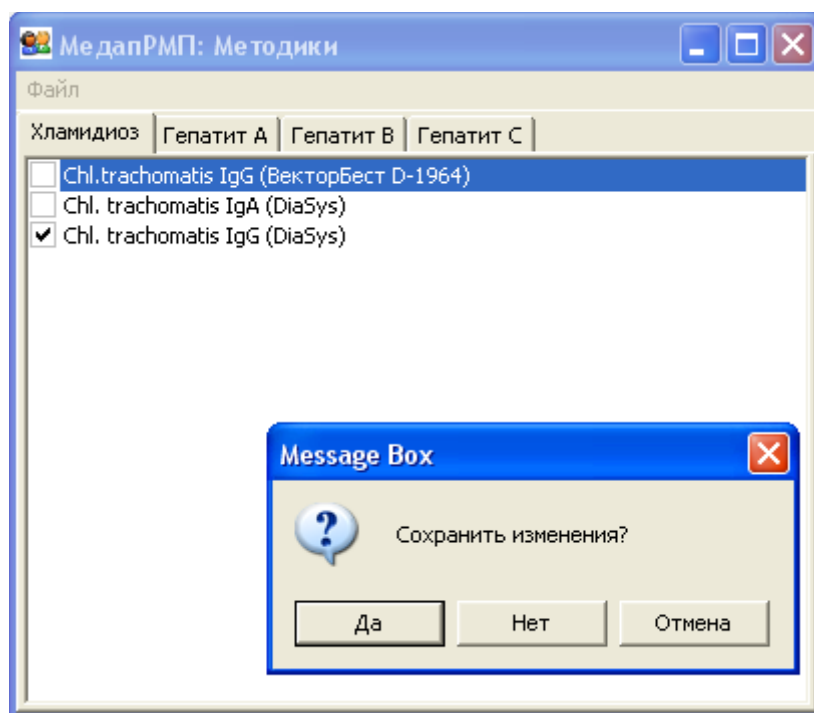 МедапРМП: Методики
Файл
Хламидиоз Гепатит А Гепатит В Гепатит С
Chl.trachomatis IgG (ВекторБест D-1964)
Chl. trachomatis IgA (DiaSys)
Chl. trachomatis IgG (DiaSys)
Message Box
Сохранить изменения?
Да Нет Отмена